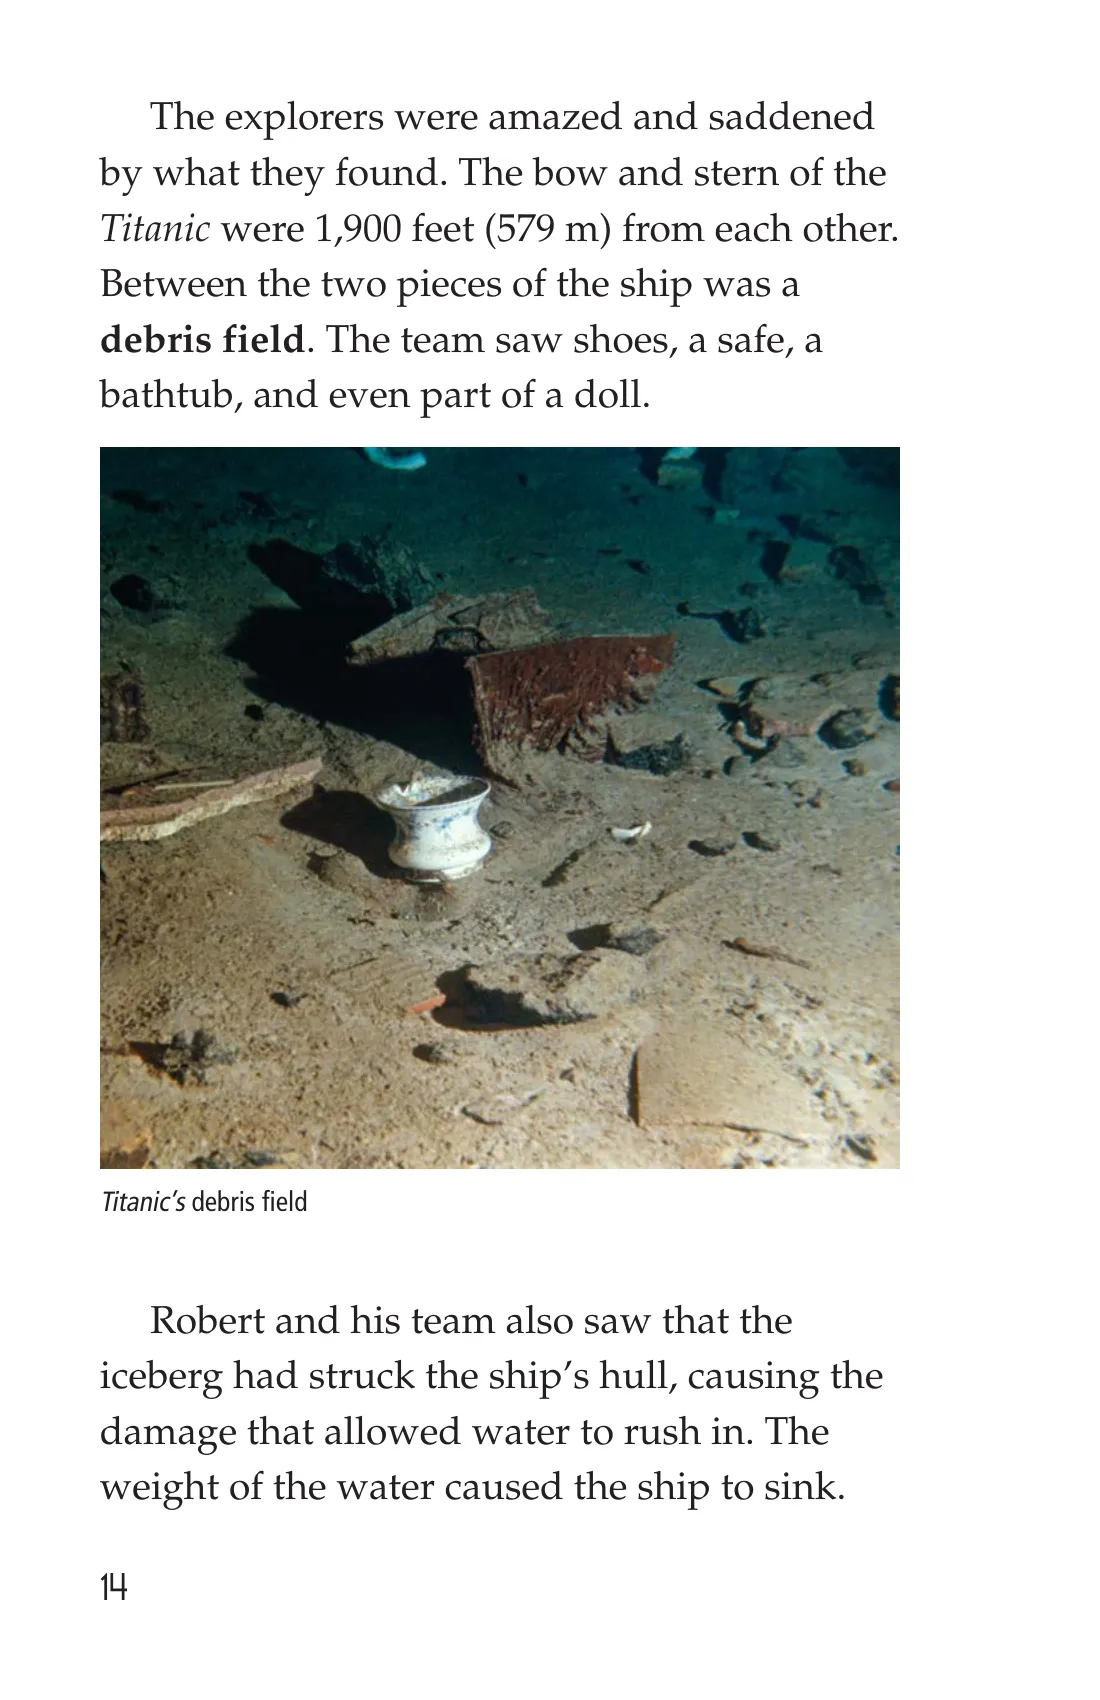 The explorers were amazed and saddened
by what they found. The bow and stern of the
Titanic were 1,900 feet (579 m) from each other.
Between the two pieces of the ship was a
debris field. The team saw shoes, a safe, a
bathtub, and even part of a doll.
Titanic’s debris field
Robert and his team also saw that the
iceberg had struck the ship’s hull, causing the
damage that allowed water to rush in. The
weight of the water caused the ship to sink.
14